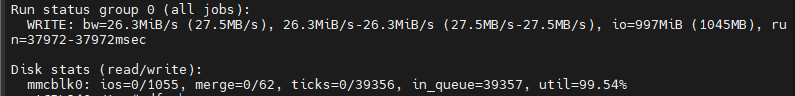 Run status group 0 (all jobs):
  WRITE: bw=26.3MiB/s (27.5MB/s), 26.3MiB/s-26.3MiB/s (27.5MB/s-27.5MB/s), io=997MiB (1045MB), ru
n=37972-37972msec

Disk stats (read/write):
  mmcblk0: ios=0/1055, merge=0/62, ticks=0/39356, in_queue=39357, util=99.54%